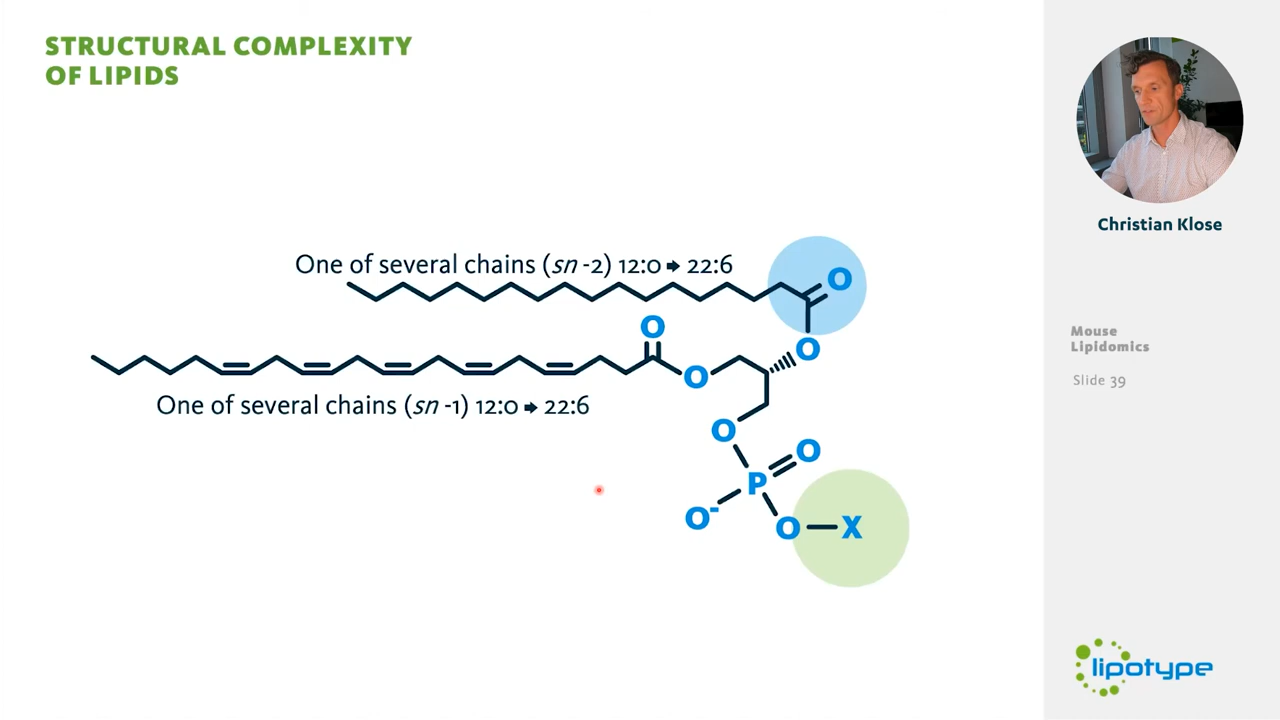 STRUCTURAL COMPLEXITY
OF LIPIDS
Christian Klose
One of several chains (sn -2) 12:0 → 22:6
O
O
O
One of several chains (sn -1) 12:0 → 22:6
O
O
O
P
O-
O
X
Mouse
Lipidomics
Slide 39
lipotype